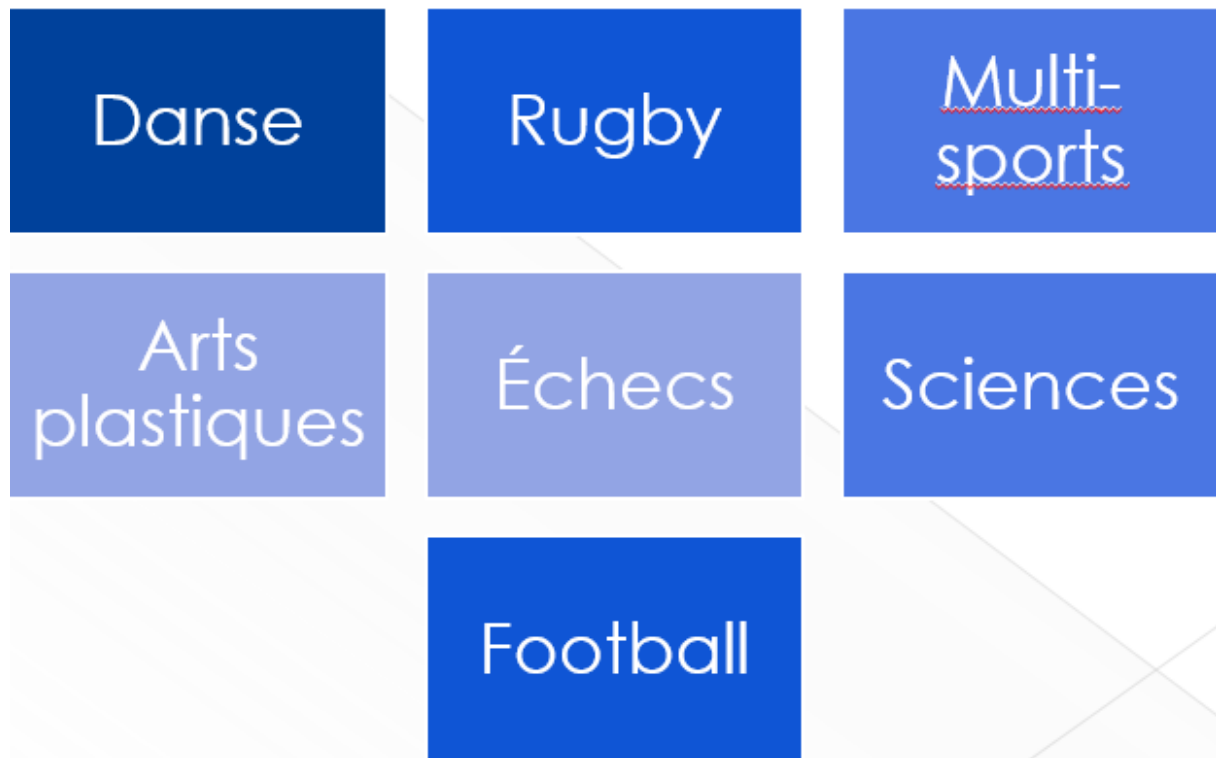 Danse
Rugby
Multi-
sports
Arts
plastiques
Échecs
Sciences
Football